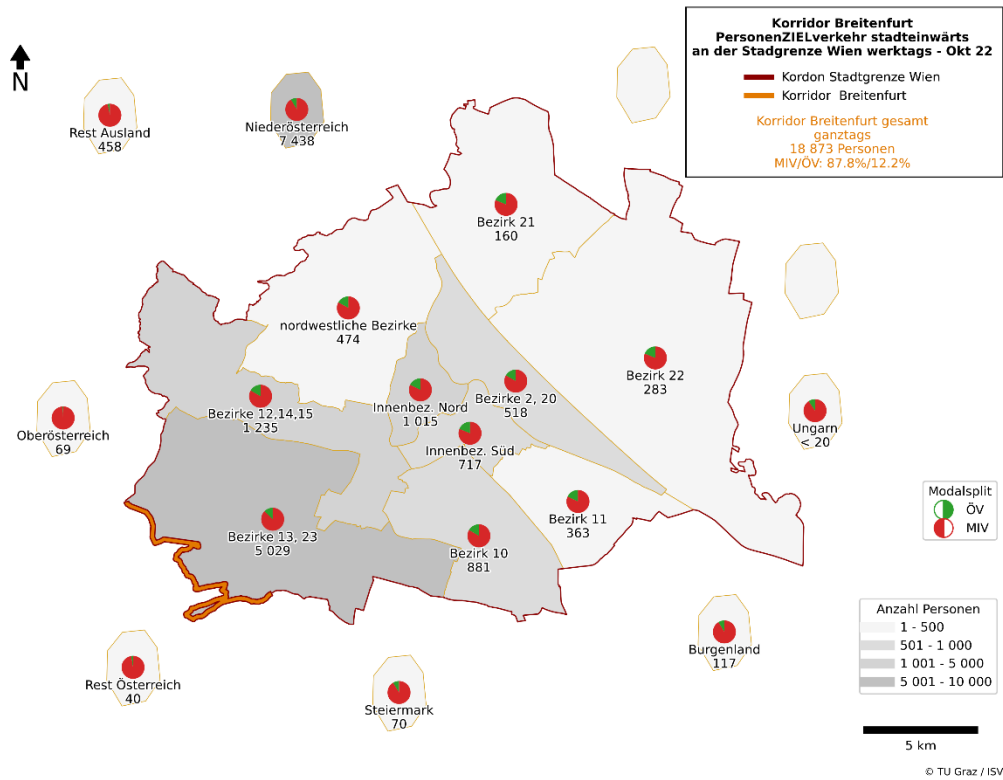 Korridor Breitenfurt
PersonenZIELverkehr stadteinwärts
an der Stadgrenze Wien werktags - Okt 22
Kordon Stadtgrenze Wien
Korridor Breitenfurt
Korridor Breitenfurt gesamt
ganztags
18 873 Personen
MIV/ÖV: 87.8%/12.2%
N
Rest Ausland
458
Niederösterreich
7 438
Bezirk 21
160
nordwestliche Bezirke
474
Bezirk 22
283
Bezirke 12,14,15
1 235
Innenbez. Nord
1 015
Bezirke 2, 20
518
Oberösterreich
69
Innenbez. Süd
717
Ungarn
< 20
Bezirke 13, 23
5 029
Bezirk 10
881
Bezirk 11
363
Modalsplit
ÖV
MIV
Burgenland
117
Rest Österreich
40
Steiermark
70
Anzahl Personen
1 - 500
501 - 1 000
1 001 - 5 000
5 001 - 10 000
5 km
© TU Graz / ISV